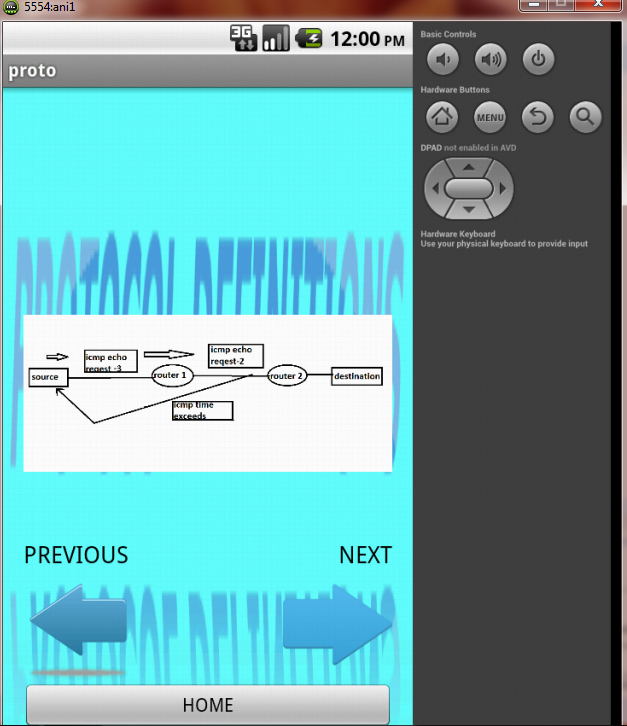 5554:ani1
3G
12:00 PM
proto
Basic Controls
Hardware Buttons
MENU
DPAD not enabled in AVD
Hardware Keyboard
Use your physical keyboard to provide input
PROTOCOL DEFINITIONS
icmp echo
reqest -3
icmp echo
reqest-2
source
router 1
router 2
destination
icmp time
exceeds
PREVIOUS
NEXT
HOME